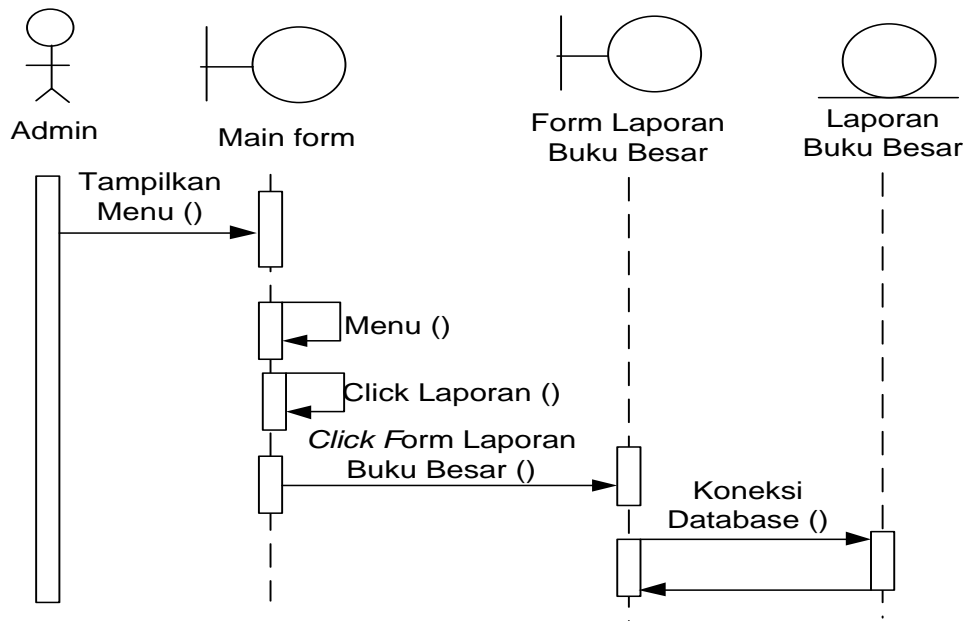 Admin
Main form
Form Laporan
Buku Besar
Laporan
Buku Besar
Tampilkan
Menu ()
Menu ()
Click Laporan ()
Click Form Laporan
Buku Besar ()
Koneksi
Database ()